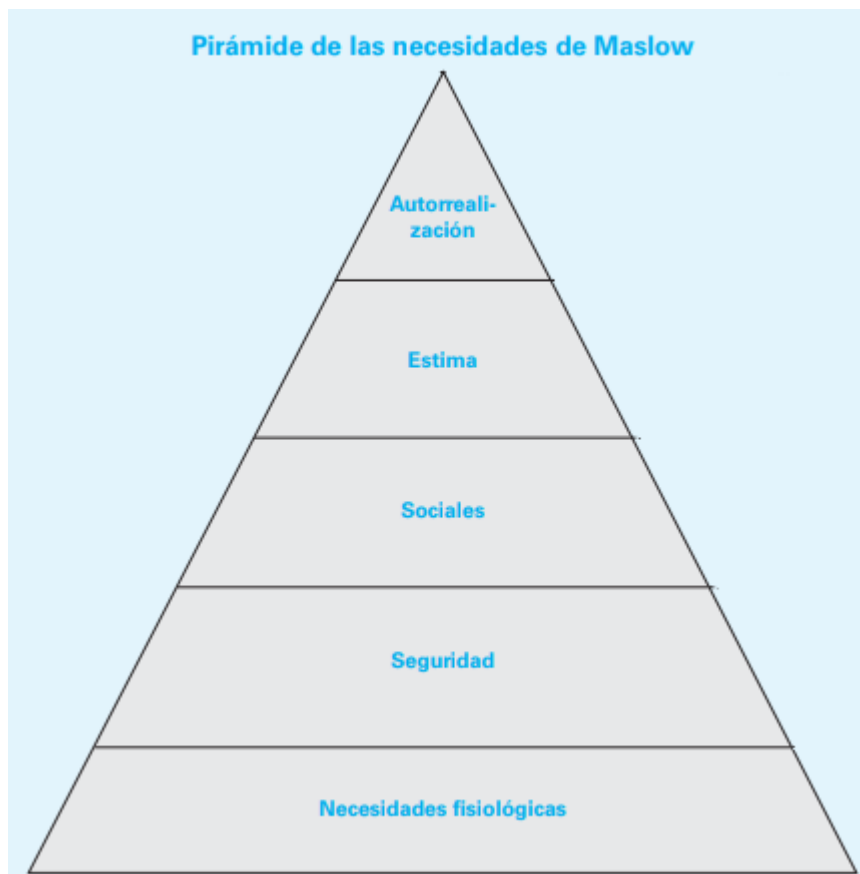 Pirámide de las necesidades de Maslow
Autorreali-
zación
Estima
Sociales
Seguridad
Necesidades fisiológicas